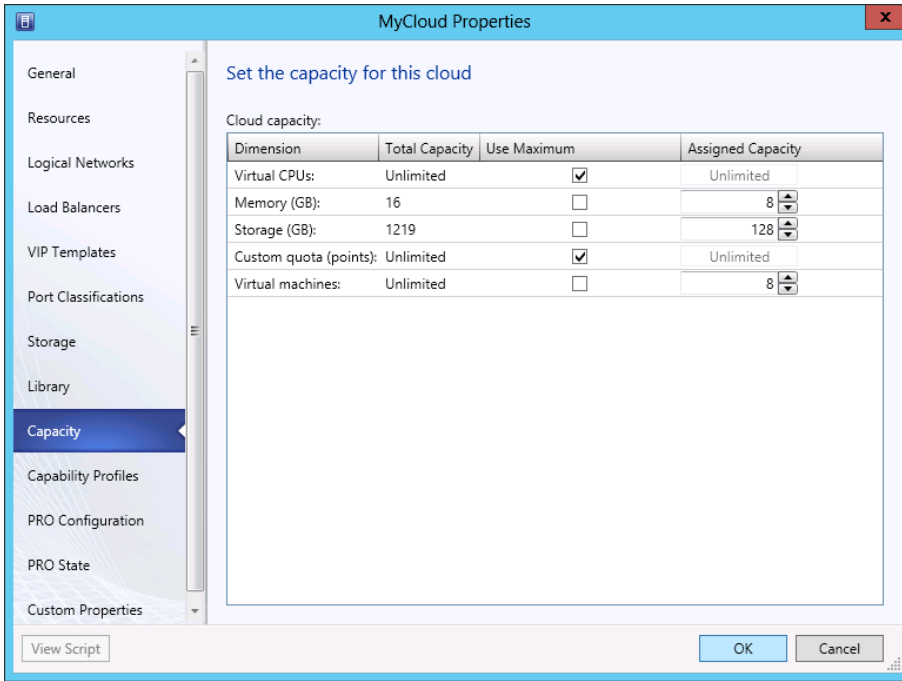 MyCloud Properties
x
General
Resources
Logical Networks
Load Balancers
VIP Templates
Port Classifications
Storage
Library
Capacity
Capability Profiles
PRO Configuration
PRO State
Custom Properties
Set the capacity for this cloud
Cloud capacity:
Dimension Total Capacity Use Maximum Assigned Capacity
Virtual CPUs: Unlimited Unlimited
Memory (GB): 16 8
Storage (GB): 1219 128
Custom quota (points): Unlimited Unlimited
Virtual machines: Unlimited 8
View Script OK Cancel